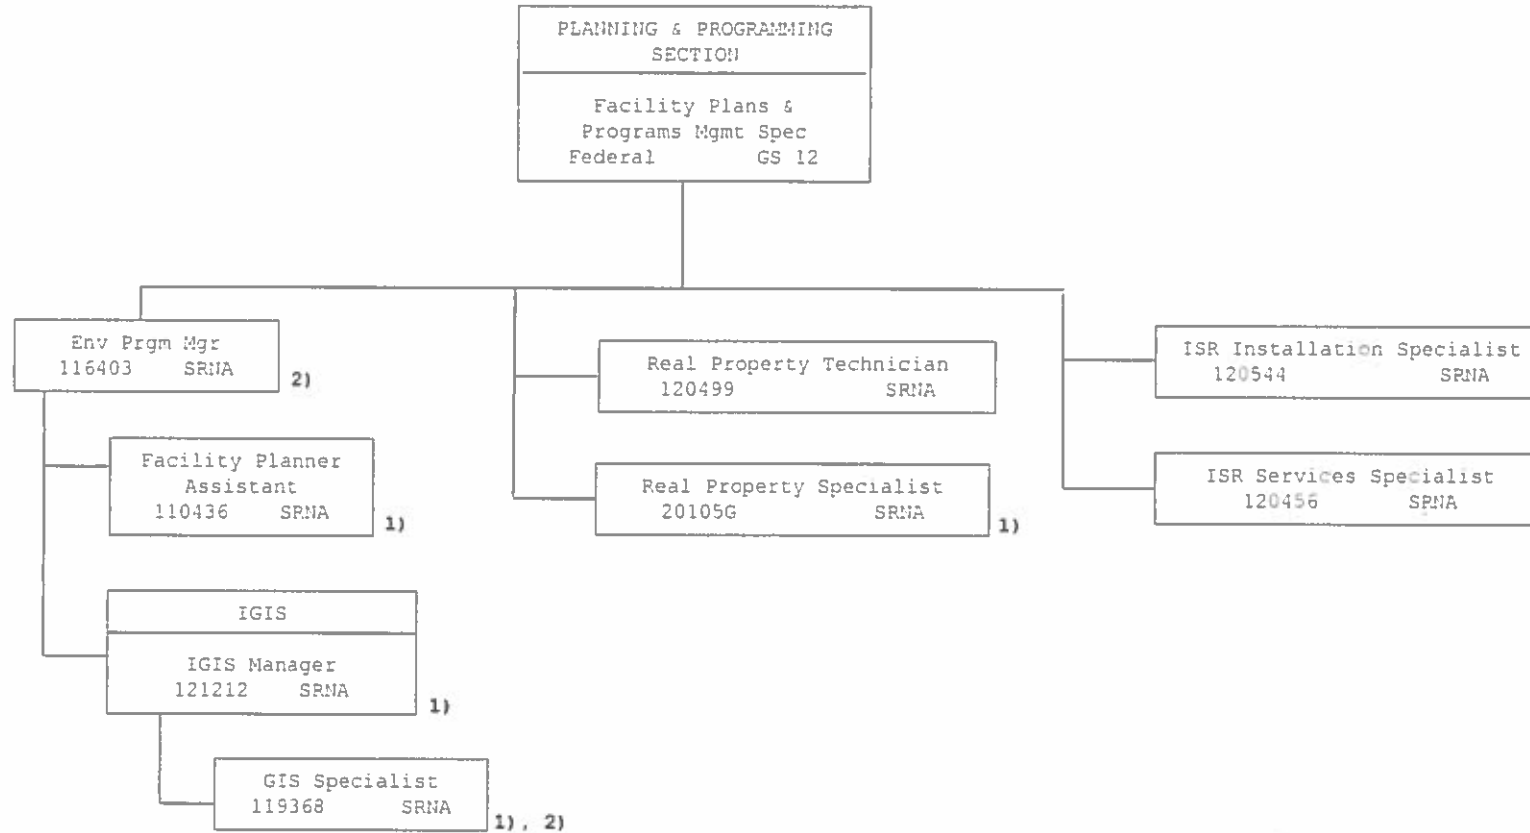 PLANNING & PROGRAMMING
SECTION
Facility Plans &
Programs Mgmt Spec
Federal GS 12
Env Prgm Mgr
116403 SRNA
2)
Facility Planner
Assistant
110436 SRNA
1)
IGIS
IGIS Manager
121212 SRNA
1)
GIS Specialist
119368 SRNA
1), 2)
Real Property Technician
120499 SRNA
Real Property Specialist
20105G SRNA
1)
ISR Installation Specialist
120544 SRNA
ISR Services Specialist
120456 SRNA